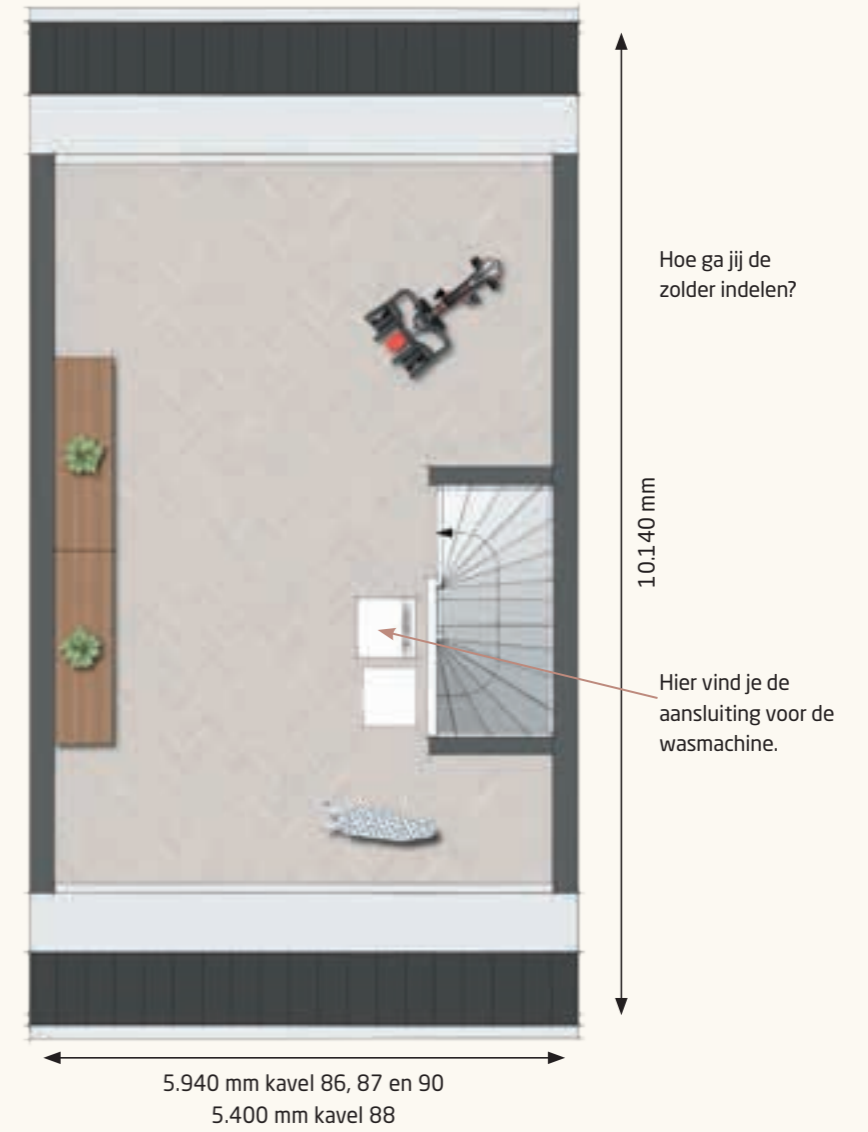 Hoe ga jij de
zolder indelen?
10.140 mm
Hier vind je de
aansluiting voor de
wasmachine.
5.940 mm kavel 86, 87 en 90
5.400 mm kavel 88